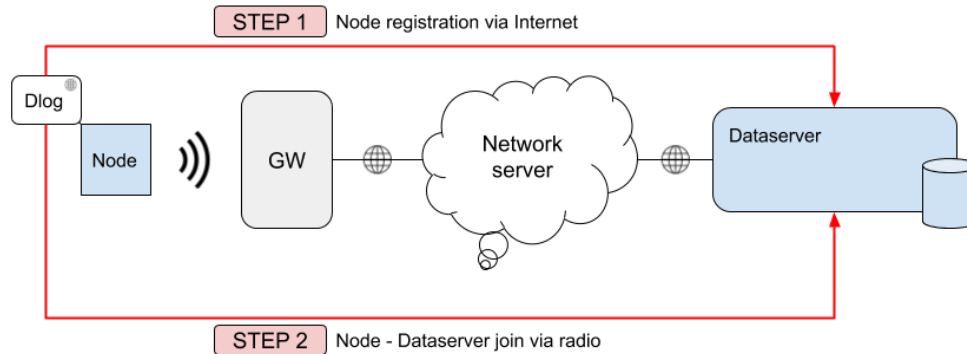 STEP 1 Node registration via Internet
Dlog
Node
GW
Network
server
Dataserver
STEP 2 Node - Dataserver join via radio